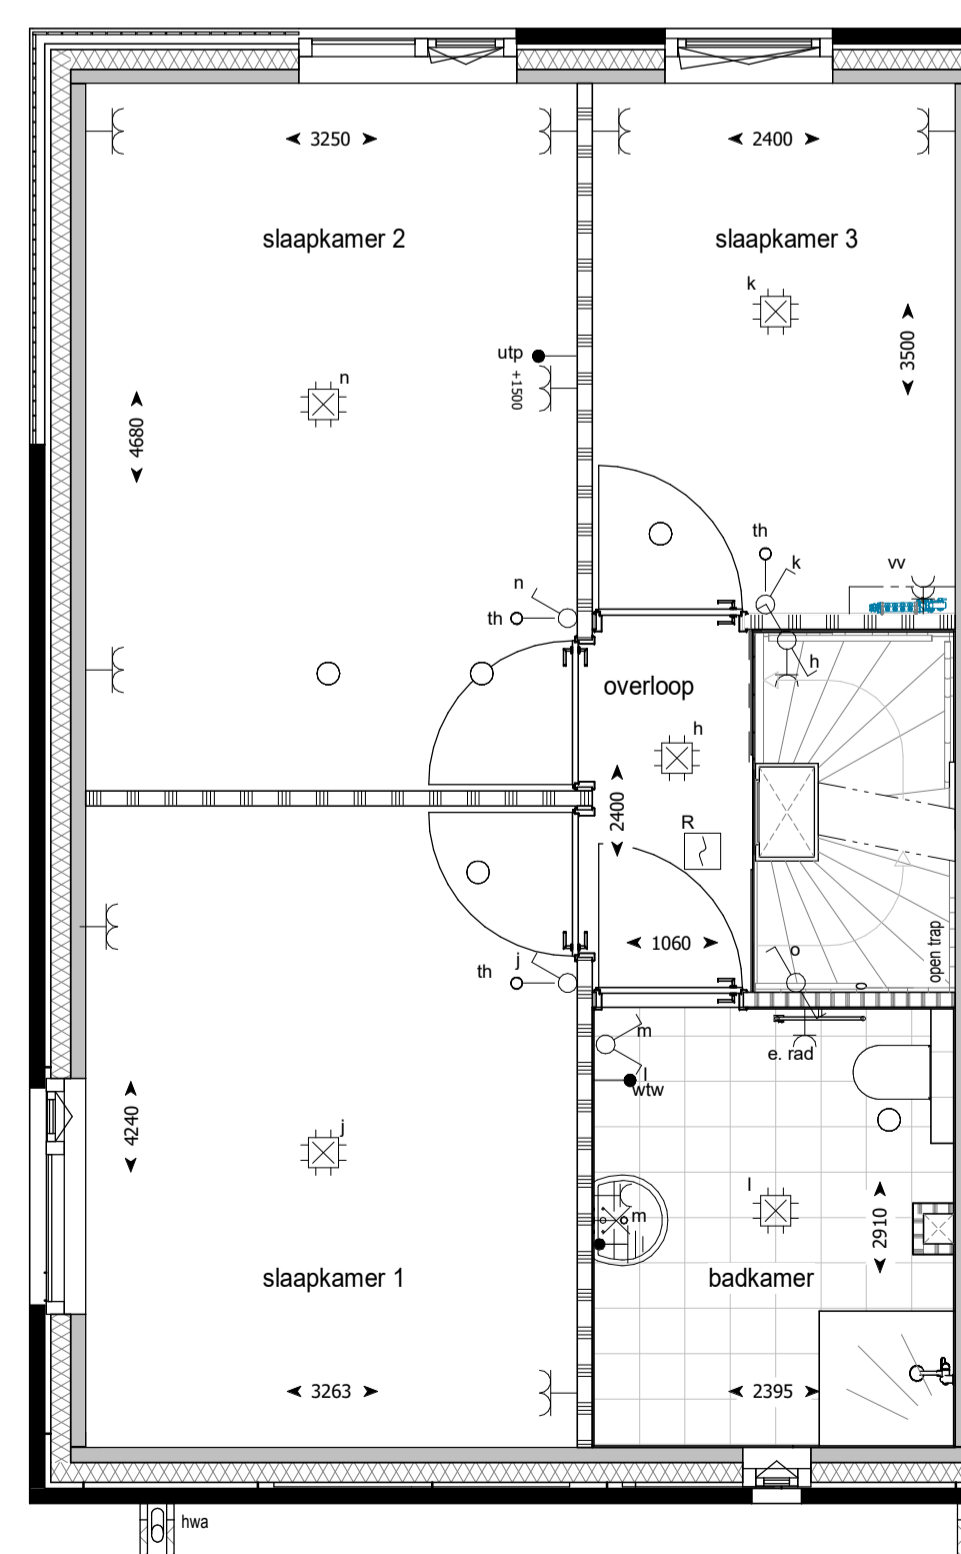 3250
2400
slaapkamer 2
slaapkamer 3
k
3500
utp
+1500
n
4680
th
k
vv
n
th
h
overloop
h
2400
R
1060
open trap
o
j
th
m
l
wtw
e. rad
4240
j
l
m
2910
slaapkamer 1
badkamer
3263
2395
hwa